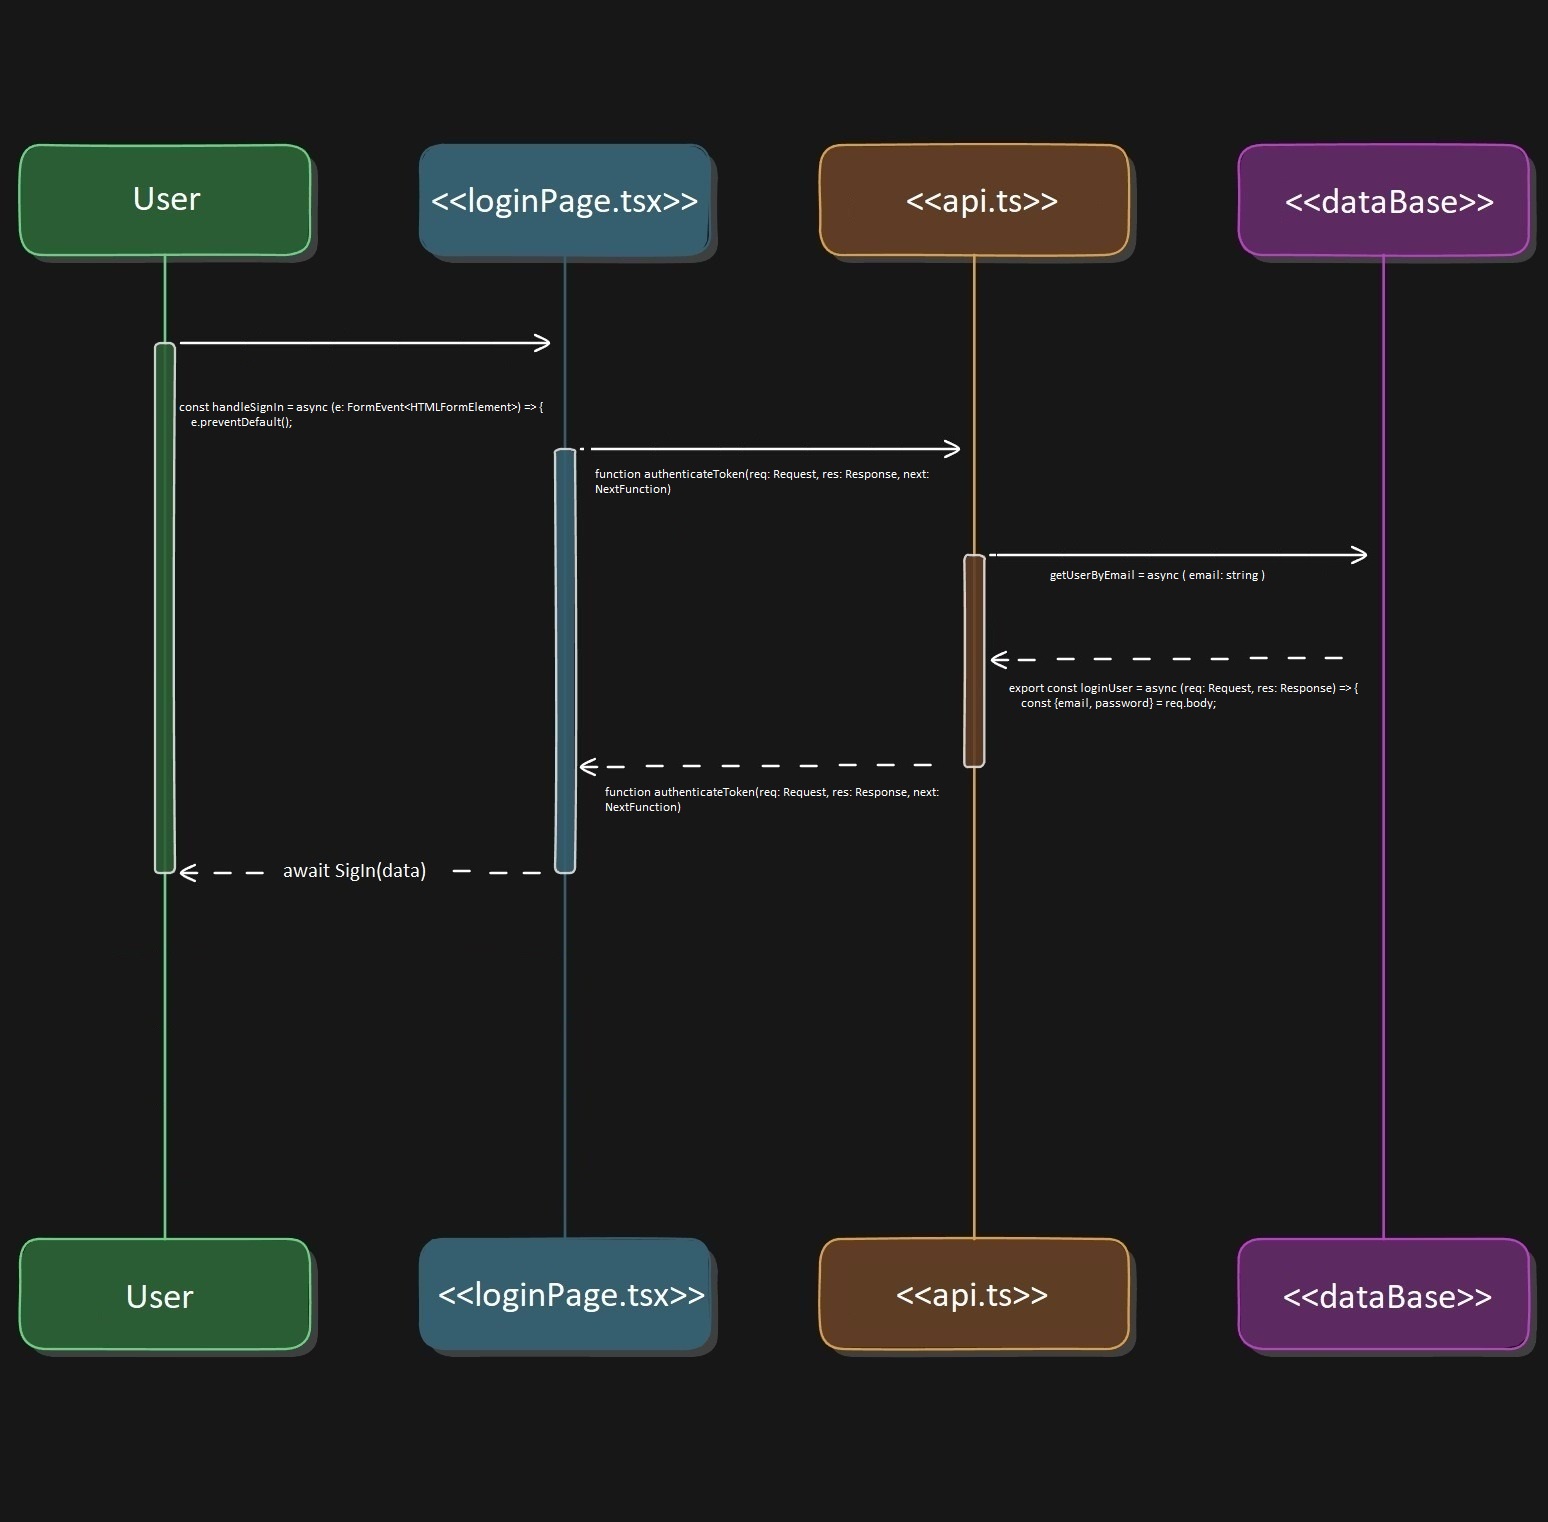 User
<<loginPage.tsx>>
<<api.ts>>
<<dataBase>>
const handleSignIn = async (e: FormEvent<HTMLFormElement>) => {
e.preventDefault();
function authenticateToken(req: Request, res: Response, next:
NextFunction)
getUserByEmail = async ( email: string )
export const loginUser = async (req: Request, res: Response) => {
const {email, password} = req.body;
function authenticateToken(req: Request, res: Response, next:
NextFunction)
await SigIn(data)
User
<<loginPage.tsx>>
<<api.ts>>
<<dataBase>>